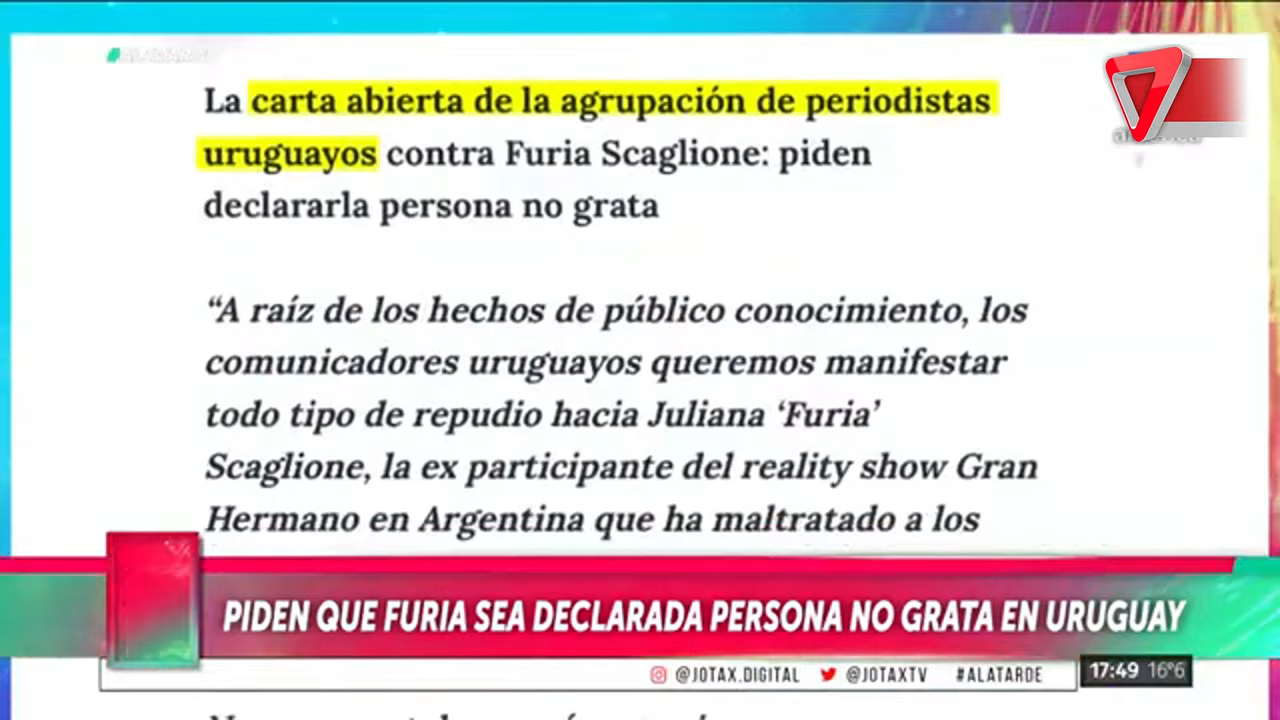 #ALATARDE
La carta abierta de la agrupación de periodistas
uruguayos contra Furia Scaglione: piden
declararla persona no grata
“A raíz de los hechos de público conocimiento, los
comunicadores uruguayos queremos manifestar
todo tipo de repudio hacia Juliana ‘Furia’
Scaglione, la ex participante del reality show Gran
Hermano en Argentina que ha maltratado a los
PIDEN QUE FURIA SEA DECLARADA PERSONA NO GRATA EN URUGUAY
@JOTAX.DIGITAL @JOTAXTV #ALATARDE 17:49 16°6